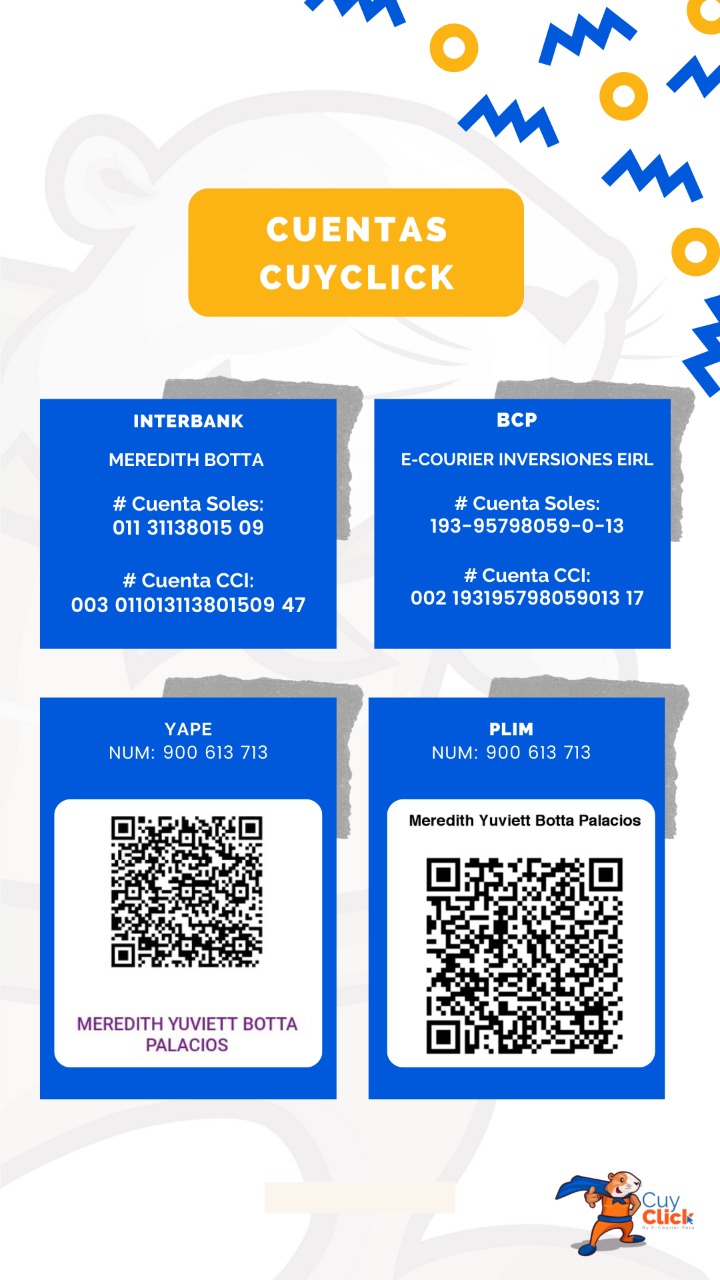 CUENTAS
CUYCLICK
INTERBANK
MEREDITH BOTTA
# Cuenta Soles:
011 31138015 09
# Cuenta CCI:
003 011013113801509 47
BCP
E-COURIER INVERSIONES EIRL
# Cuenta Soles:
193-95798059-0-13
# Cuenta CCI:
002 193195798059013 17
YAPE
NUM: 900 613 713
MEREDITH YUVIETT BOTTA
PALACIOS
PLIM
NUM: 900 613 713
Meredith Yuviett Botta Palacios
Cuy
Click
By E-Courier Perú